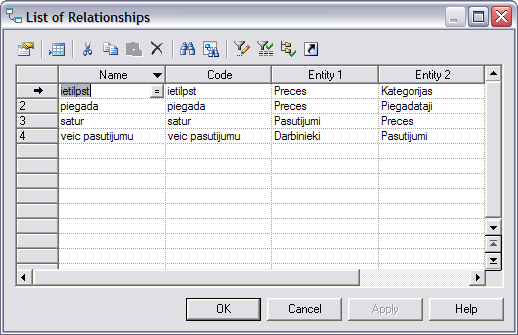 List of Relationships
Name Code Entity 1 Entity 2
ietilpst = ietilpst Preces Kategorijas
2 piegada piegada Preces Piegadataji
3 satur satur Pasutijumi Preces
4 veic pasutijumu veic pasutijumu Darbinieki Pasutijumi
OK Cancel Apply Help